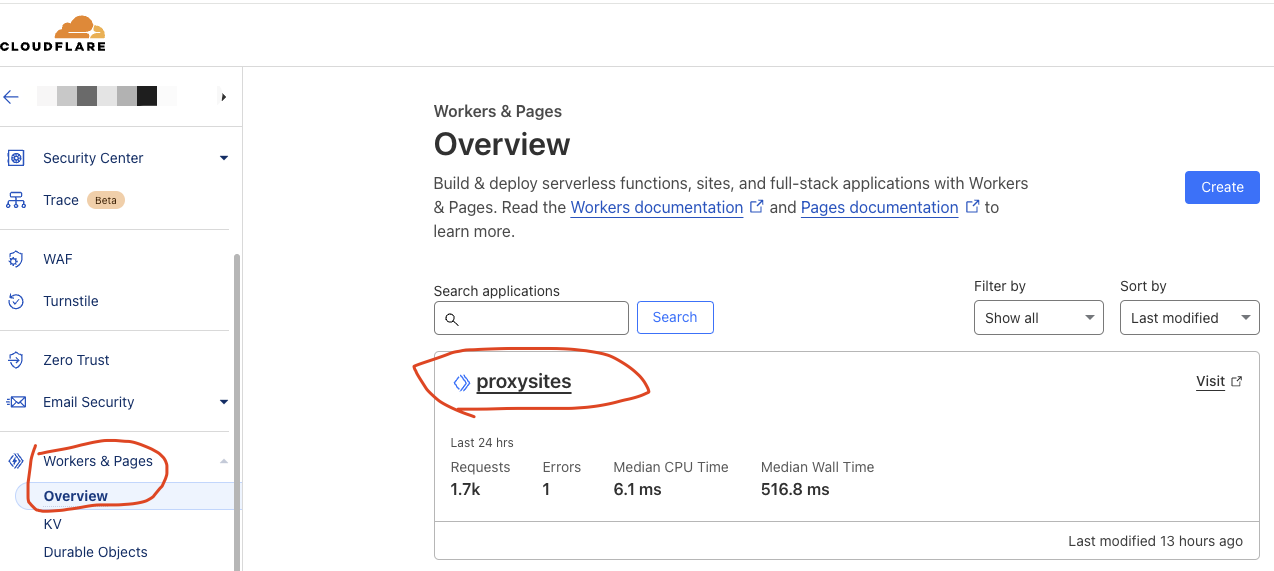 CLOUDFLARE
Security Center
Trace Beta
WAF
Turnstile
Zero Trust
Email Security
Workers & Pages
Overview
KV
Durable Objects
Workers & Pages
Overview
Build & deploy serverless functions, sites, and full-stack applications with Workers
& Pages. Read the Workers documentation and Pages documentation to
learn more.
Create
Search applications
Search
Filter by
Show all
Sort by
Last modified
proxysites
Visit
Last 24 hrs
Requests Errors Median CPU Time Median Wall Time
1.7k 1 6.1 ms 516.8 ms
Last modified 13 hours ago